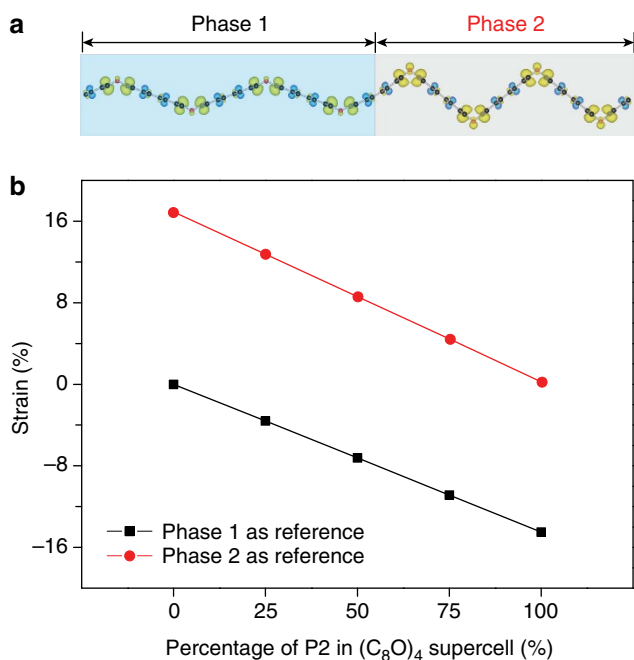 a
Phase 1
Phase 2
b
Strain (%)
16
8
0
−8
−16
Phase 1 as reference
Phase 2 as reference
0
25
50
75
100
Percentage of P2 in (C₈O)₄ supercell (%)